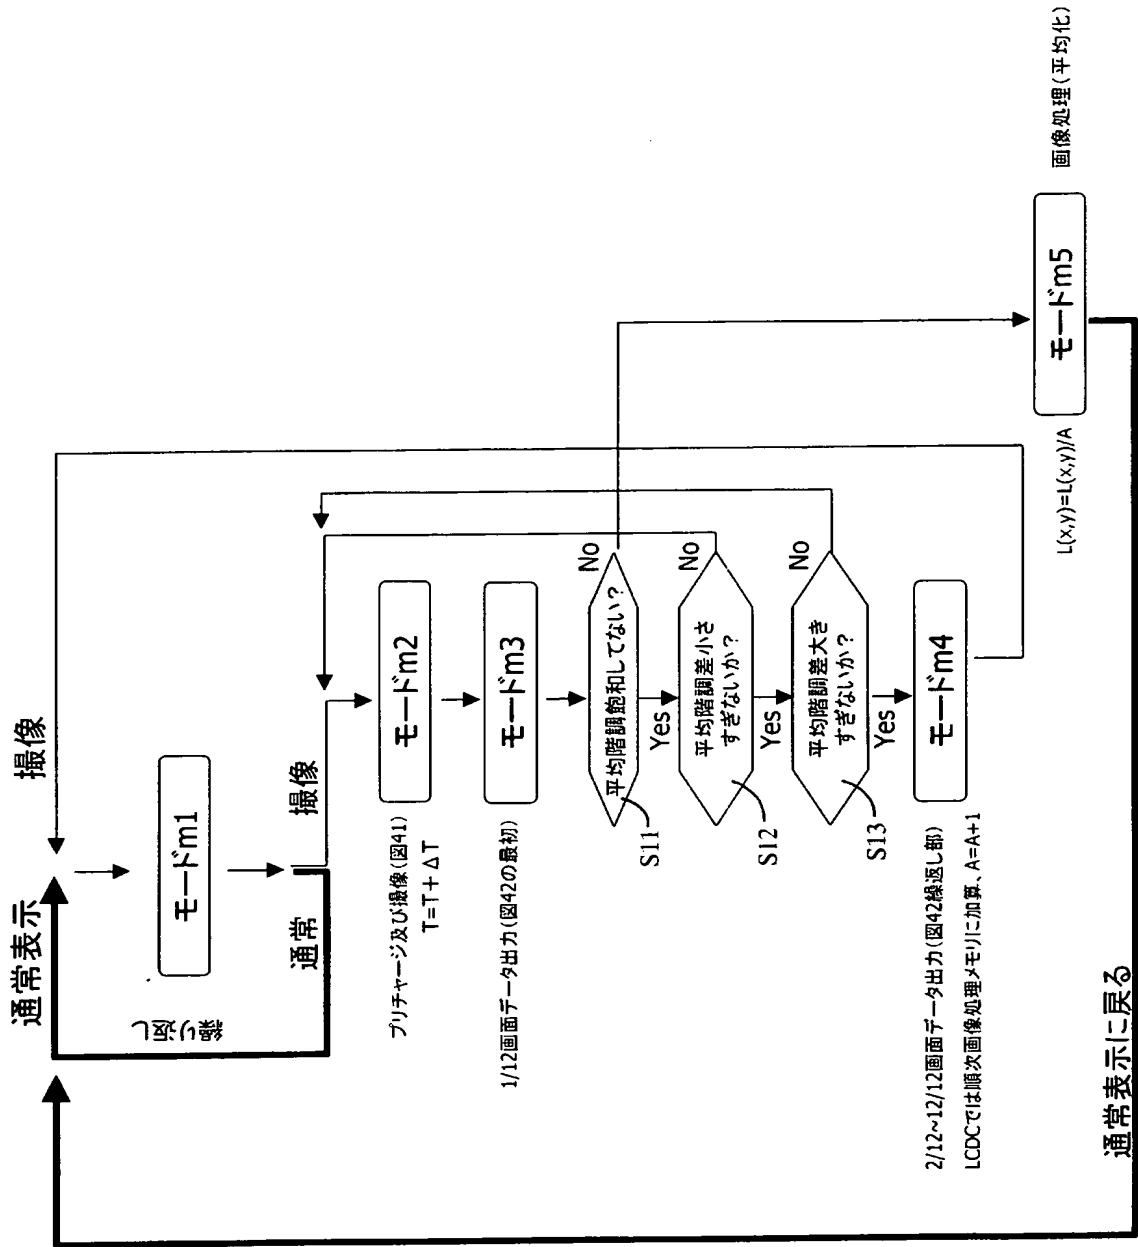 通常表示
撮像
モードm1
繰り返し
通常
撮像
プリチャージ及び撮像(図41)
T=T+ΔT
モードm2
1/12画面データ出力(図42の最初)
モードm3
平均階調飽和してない?
No
S11
Yes
平均階調差小さ
すぎないか?
No
S12
Yes
平均階調差大き
すぎないか?
No
S13
Yes
2/12~12/12画面データ出力(図42繰返し部)
LCDCでは順次画像処理メモリに加算、A=A+1
モードm4
L(x,y)=L(x,y)/A
モードm5
画像処理(平均化)
通常表示に戻る